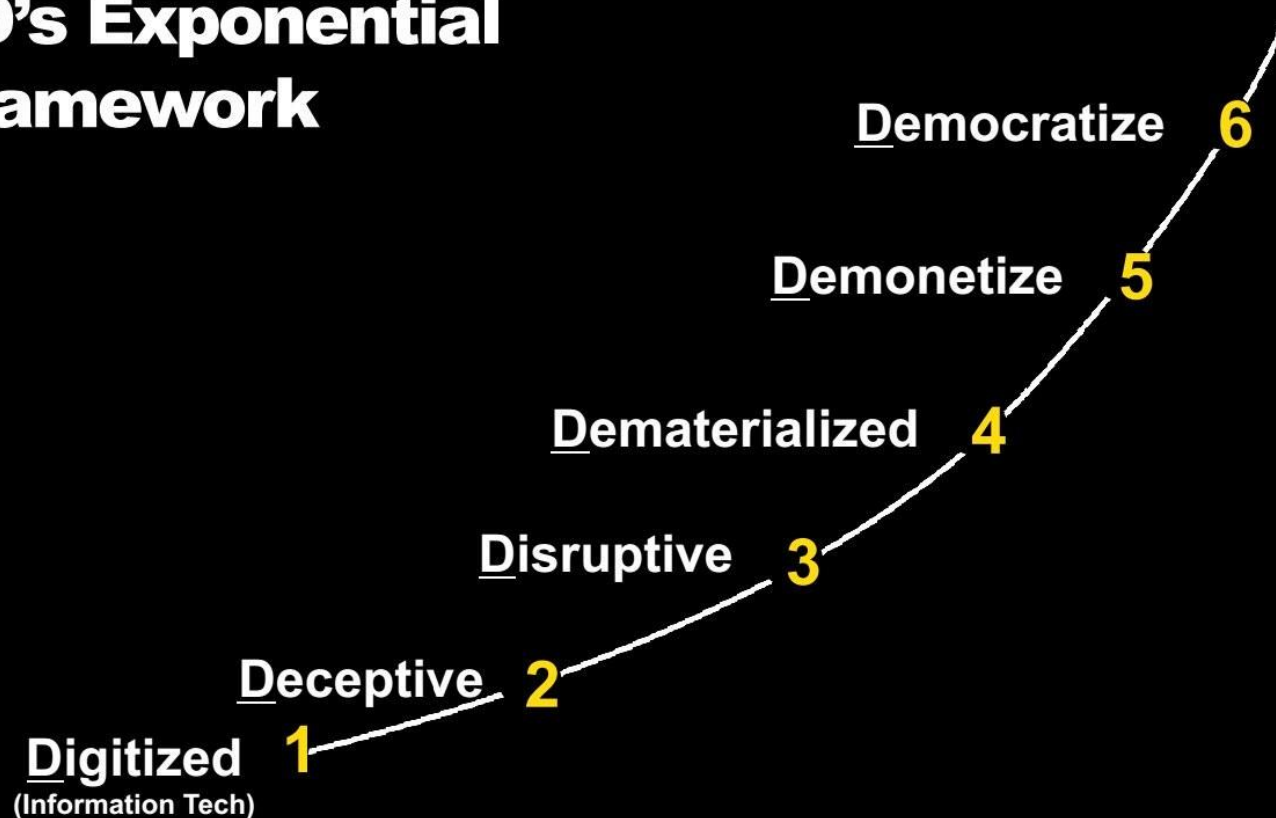 D's Exponential
amework
Democratize 6
Demonetize 5
Dematerialized 4
Disruptive 3
Deceptive 2
Digitized 1
(Information Tech)